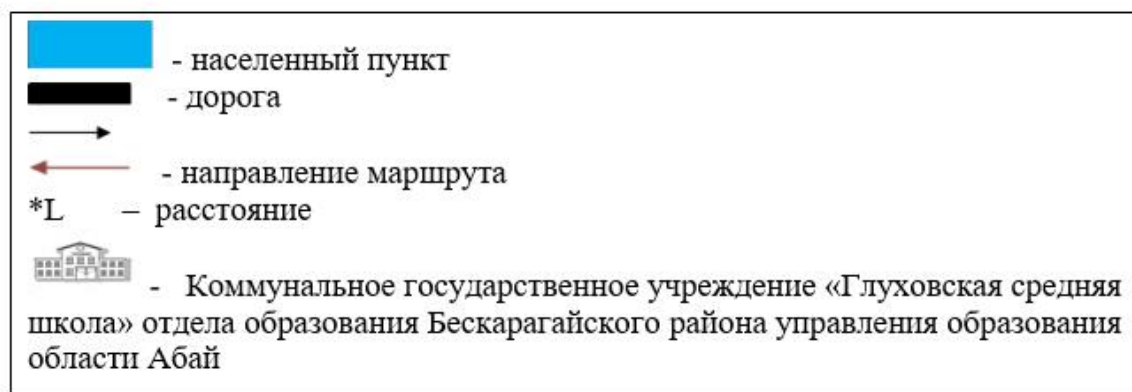 - населенный пункт
- дорога
- направление маршрута
*L – расстояние
- Коммунальное государственное учреждение «Глуховская средняя
школа» отдела образования Бескарагайского района управления образования
области Абай